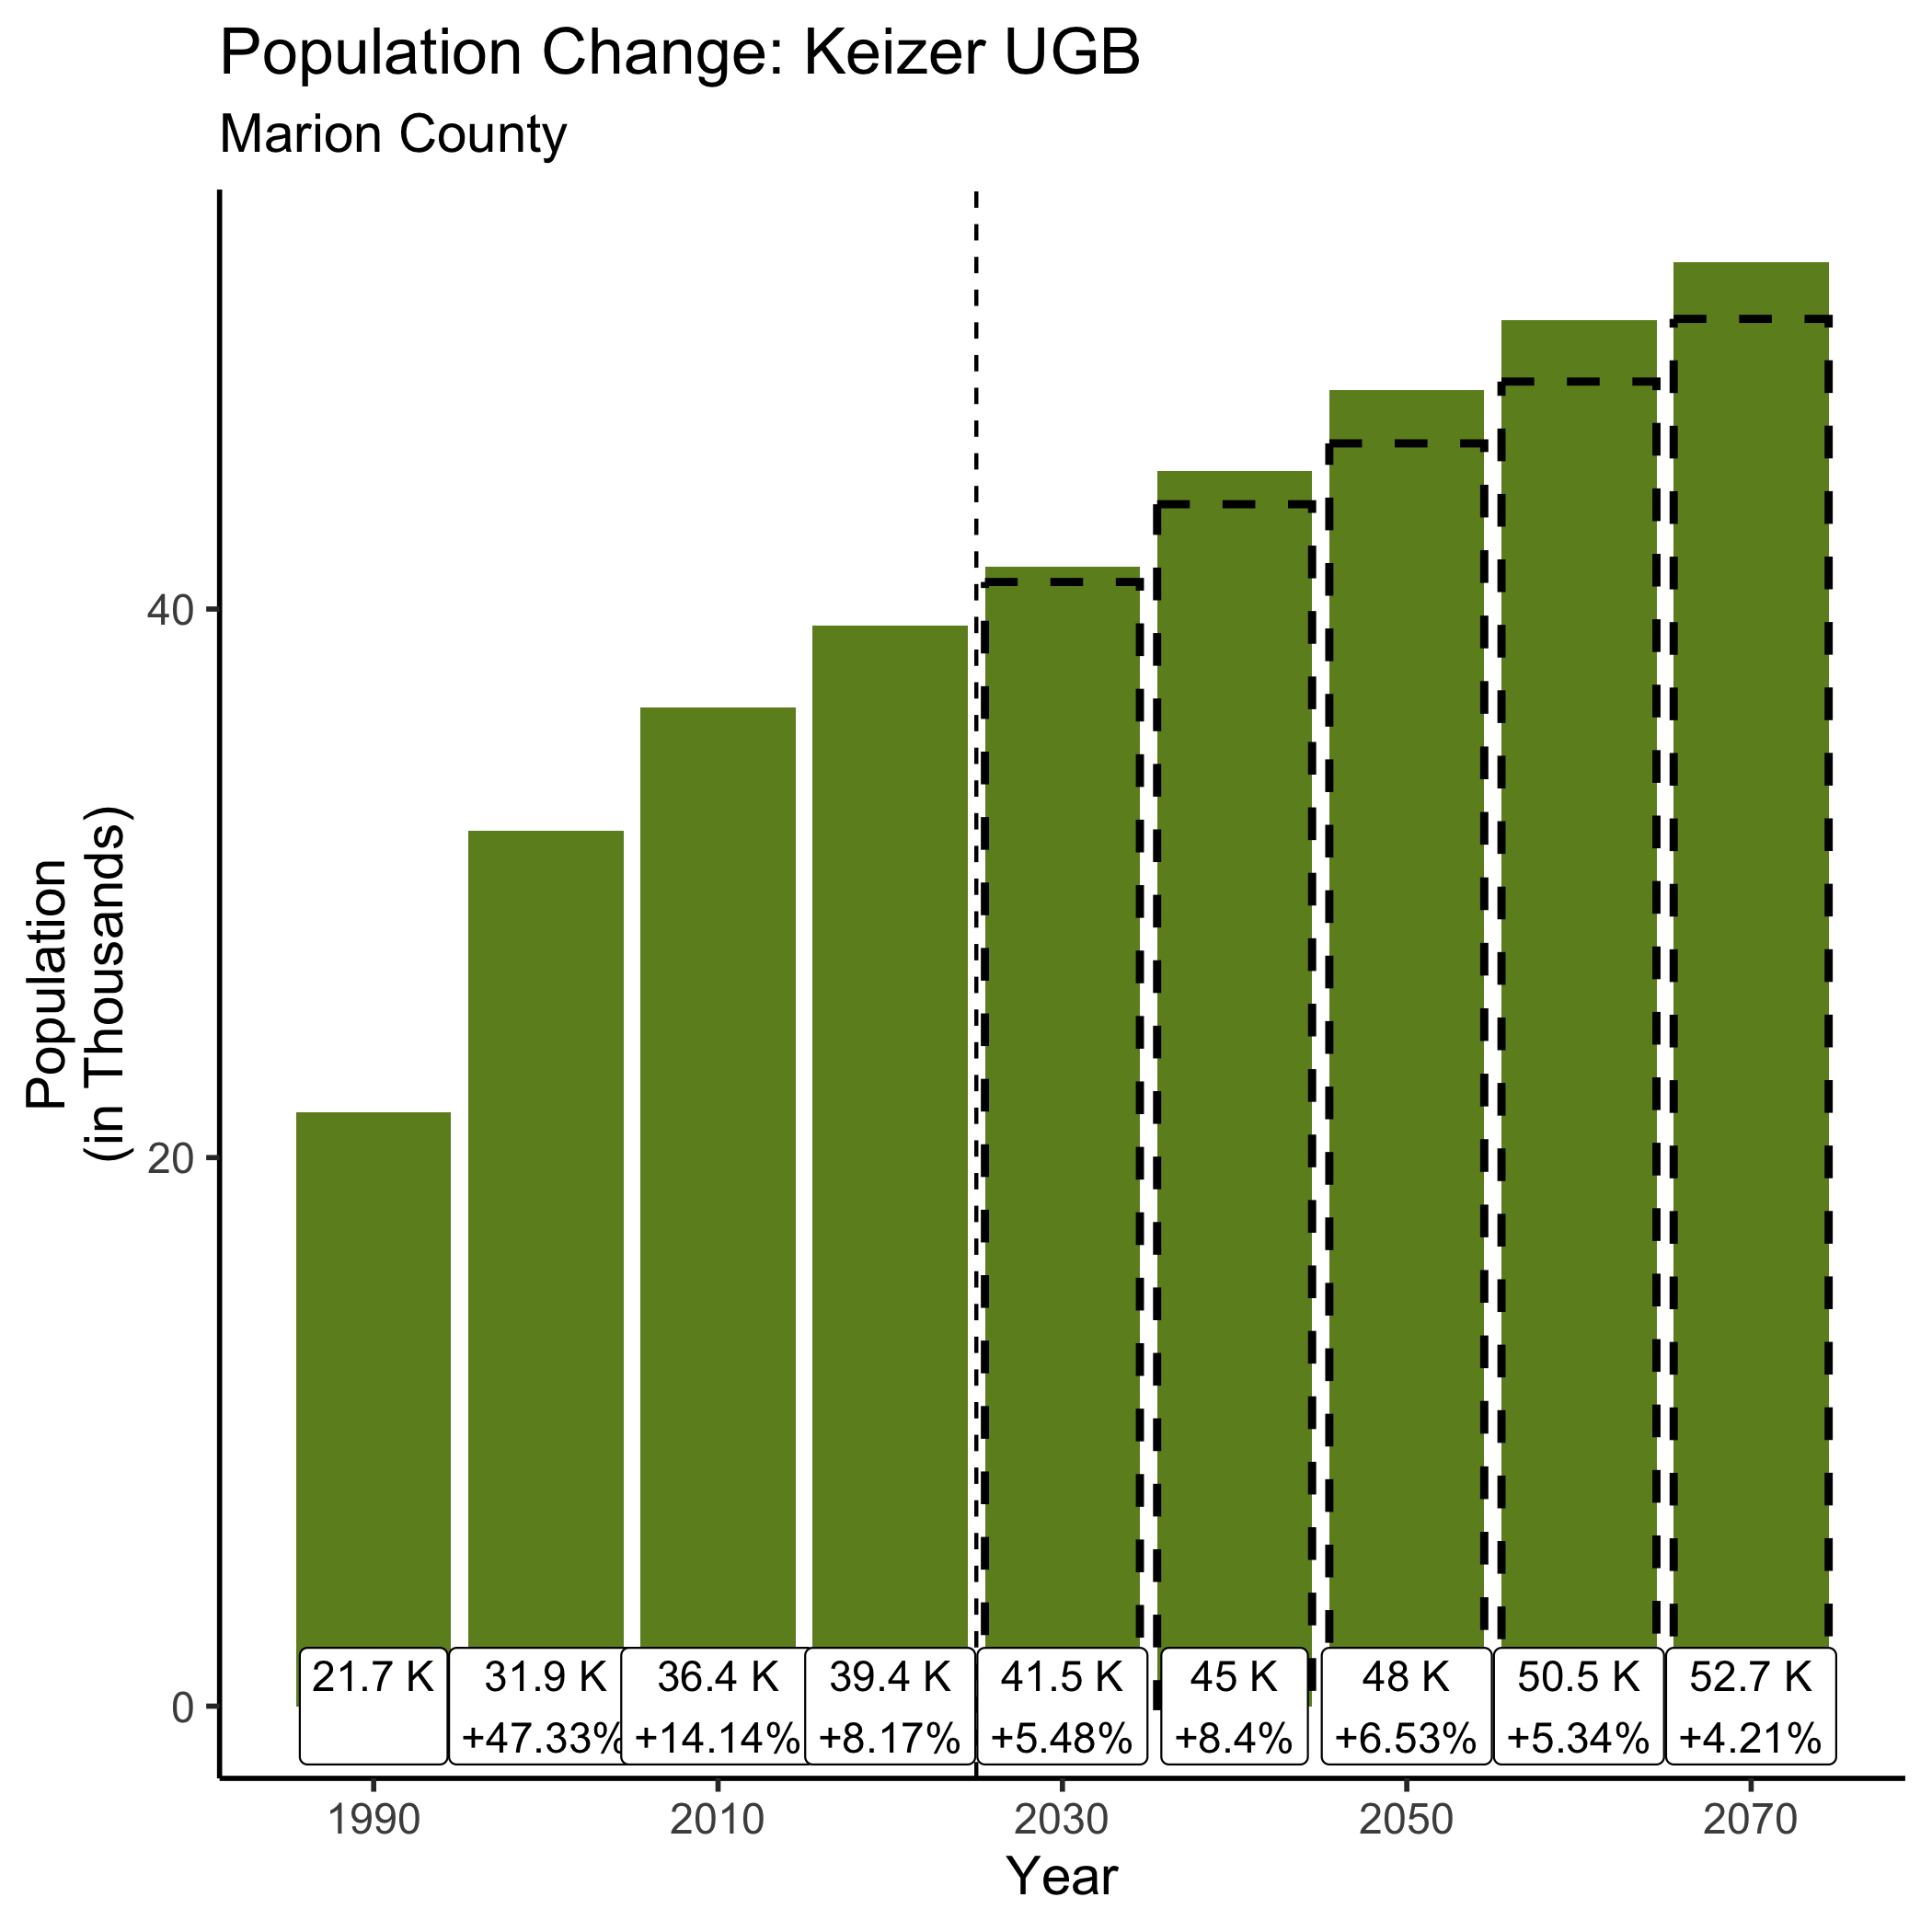 Population Change: Keizer UGB
Marion County
Population
(in Thousands)
40
20
0
21.7 K
31.9 K
+47.33%
36.4 K
+14.14%
39.4 K
+8.17%
41.5 K
+5.48%
45 K
+8.4%
48 K
+6.53%
50.5 K
+5.34%
52.7 K
+4.21%
1990
2010
2030
2050
2070
Year